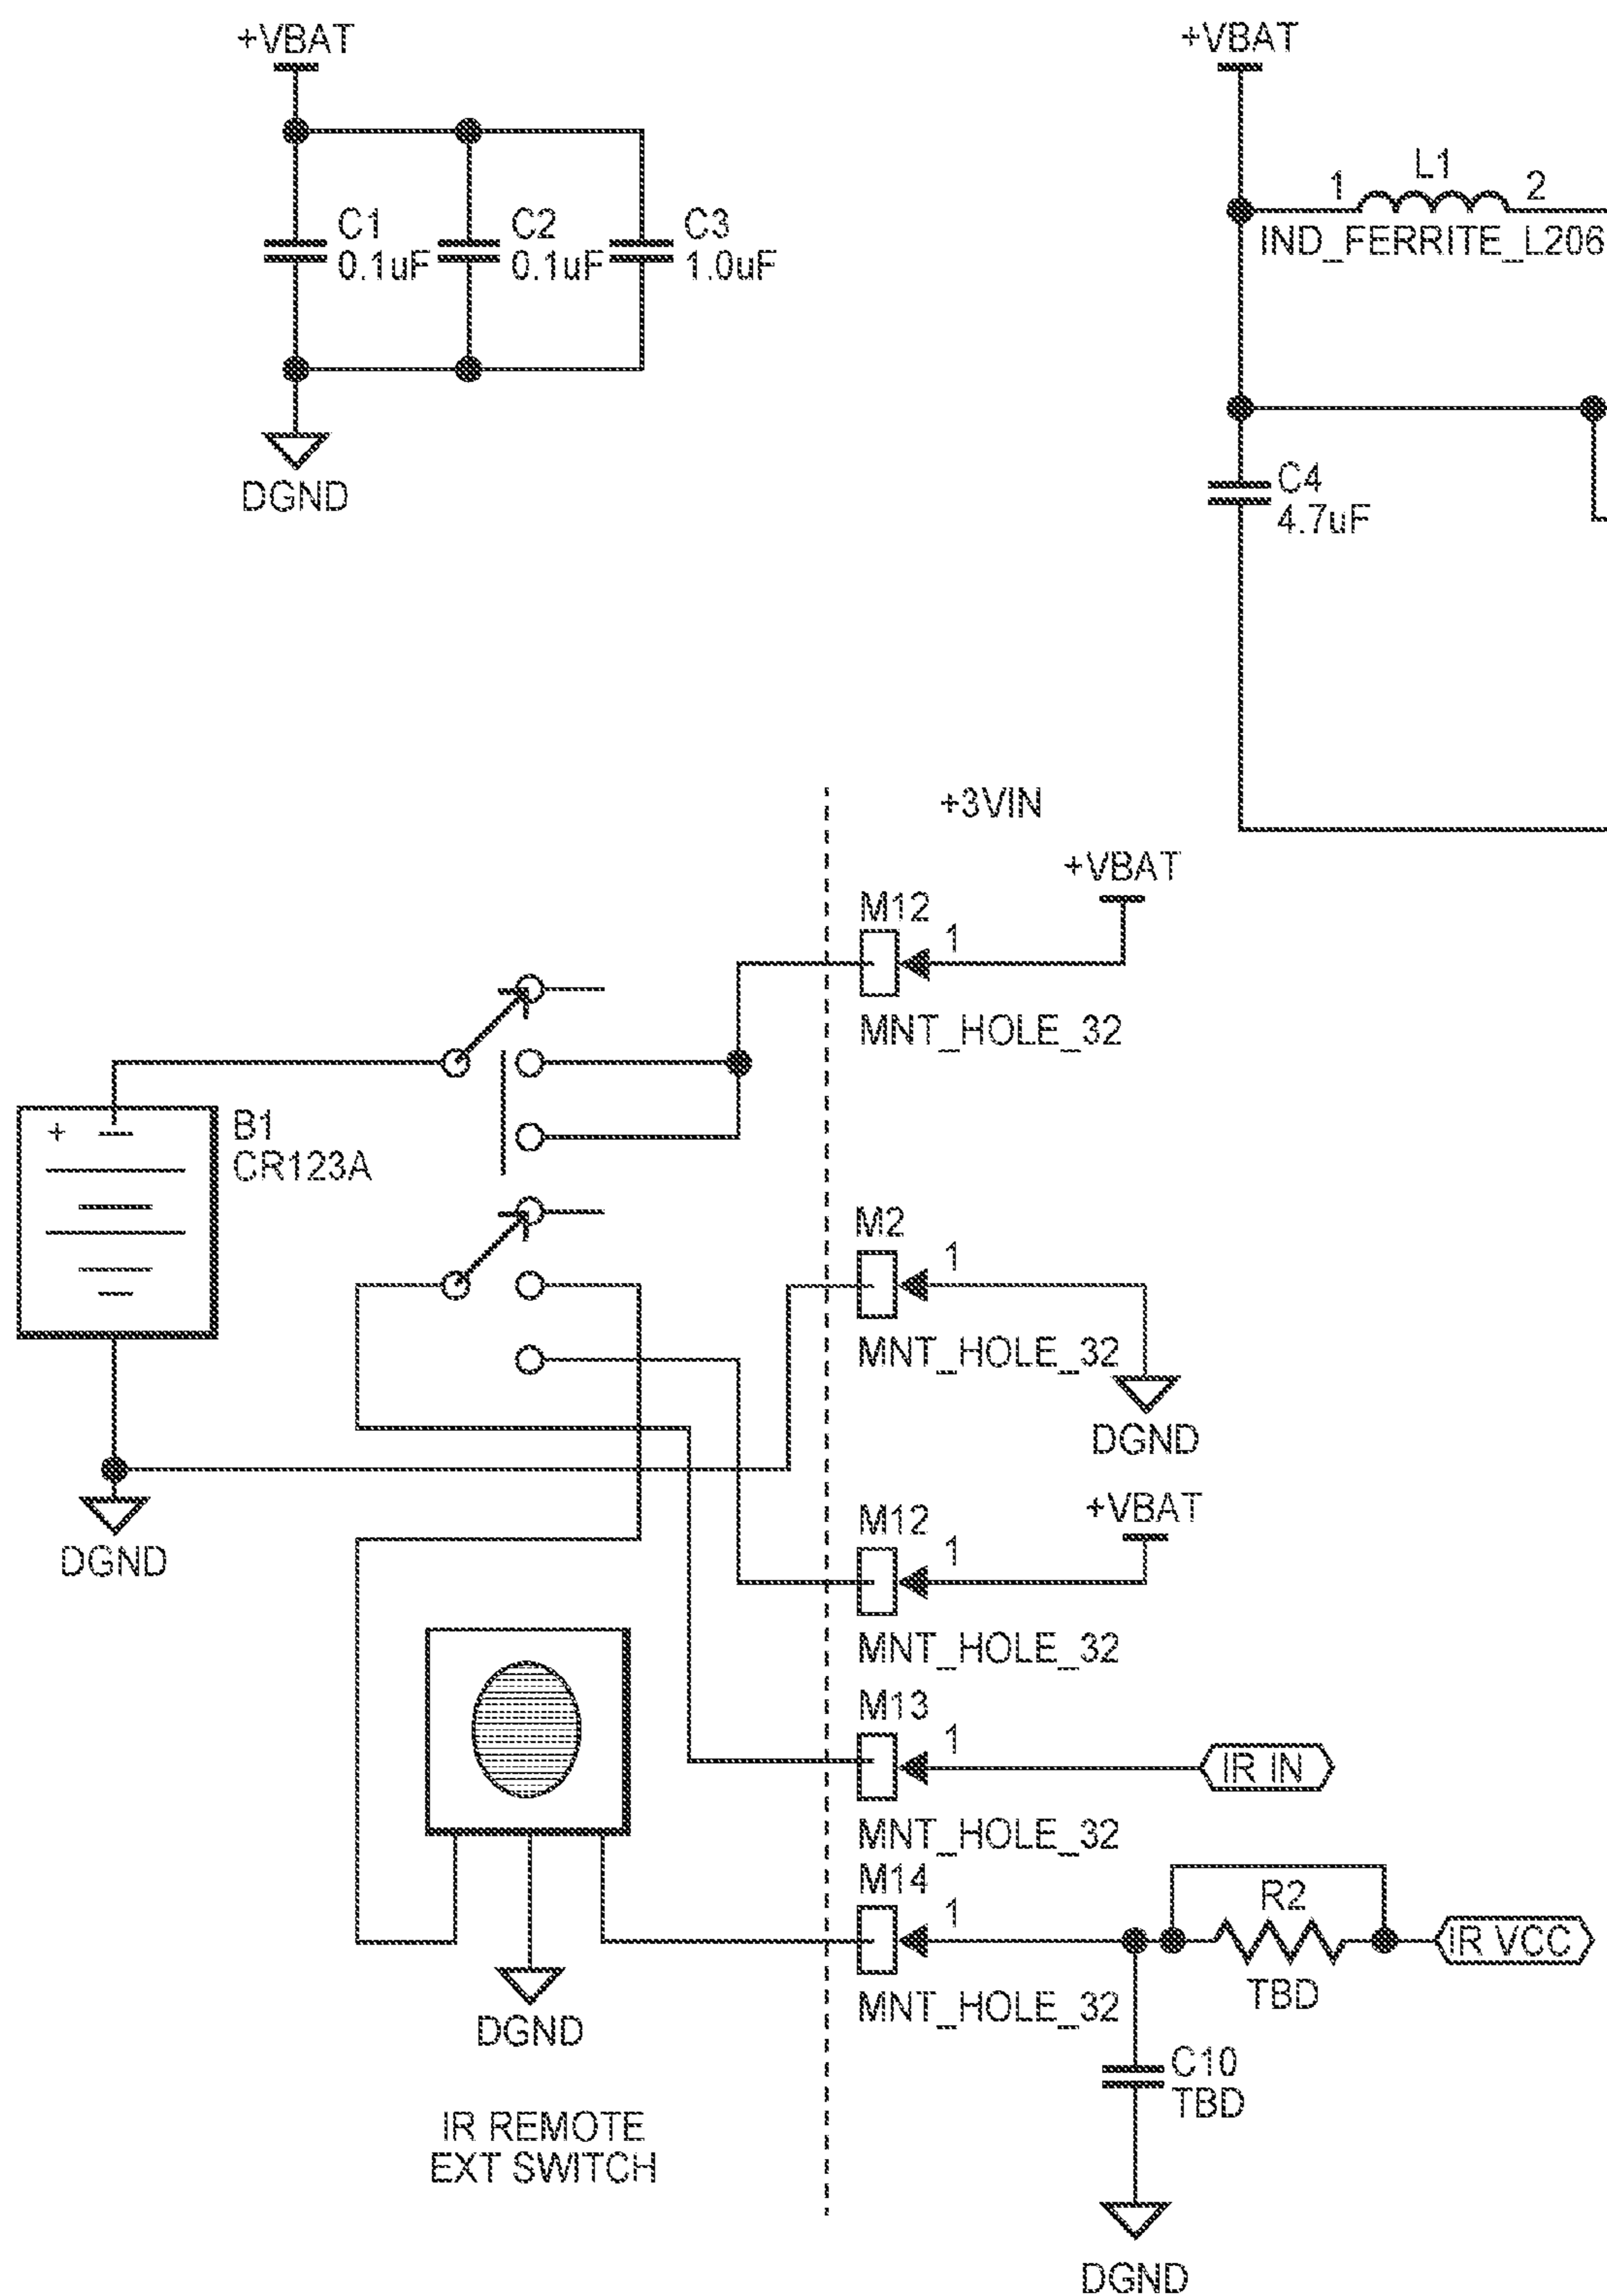 +VBAT
C1
0.1uF
C2
0.1uF
C3
1.0uF
DGND
+VBAT
1
L1
2
IND_FERRITE_L206
C4
4.7uF
+3VIN
+VBAT
M12
1
MNT_HOLE_32
+
B1
CR123A
M2
1
MNT_HOLE_32
DGND
DGND
+VBAT
M12
1
MNT_HOLE_32
M13
1
IR IN
MNT_HOLE_32
M14
1
R2
IR VCC
TBD
MNT_HOLE_32
DGND
C10
TBD
IR REMOTE
EXT SWITCH
DGND